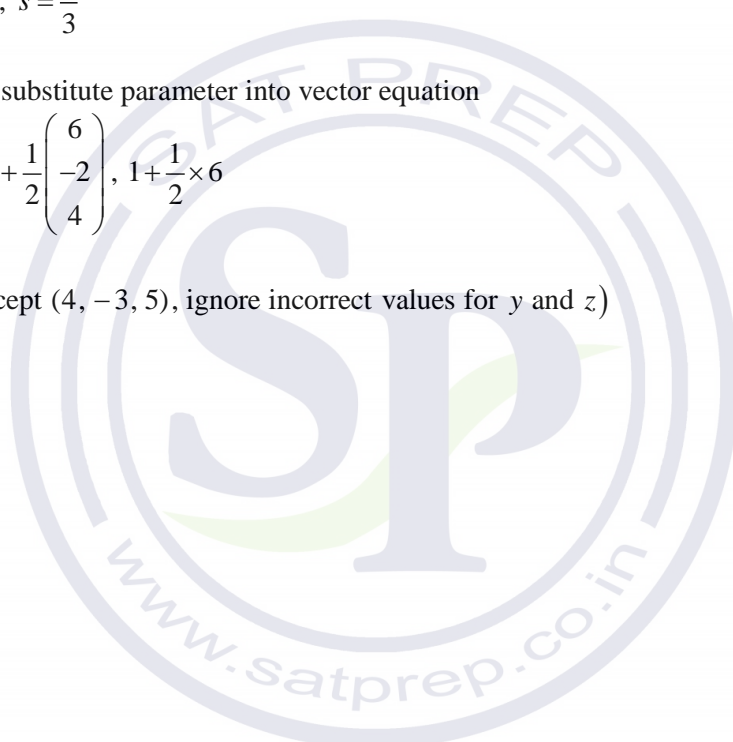 , s = —/3
substitute parameter into vector equation
+ 1/2 (6 −2 4), 1 + 1/2 × 6
cept (4, −3, 5), ignore incorrect values for y and z)
SAT PREP
SP
www.satprep.co.in